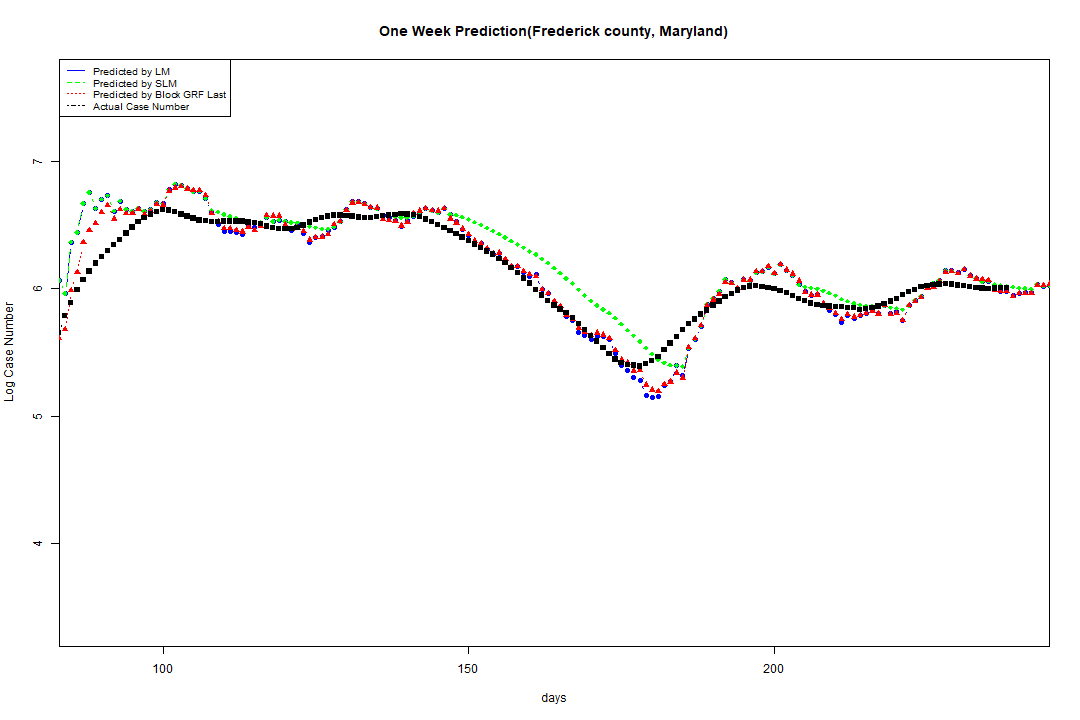 One Week Prediction(Frederick county, Maryland)
Predicted by LM
Predicted by SLM
Predicted by Block GRF Last
Actual Case Number
7
6
5
4
Log Case Number
100 150 200
days